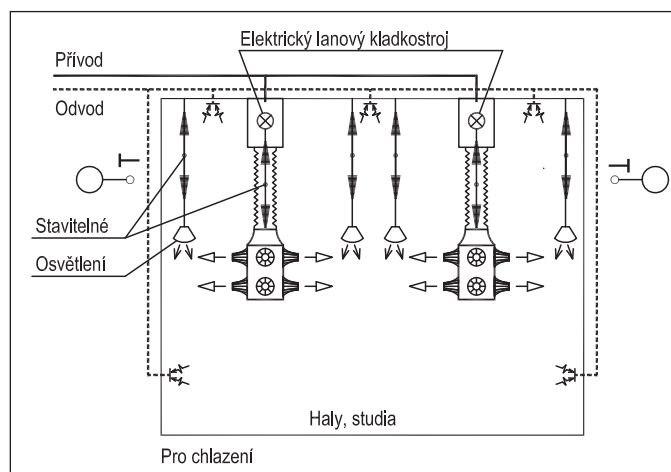 Elektrický lanový kladkostroj
Přívod
Odvod
Stavitelné
Osvětlení
Haly, studia
Pro chlazení